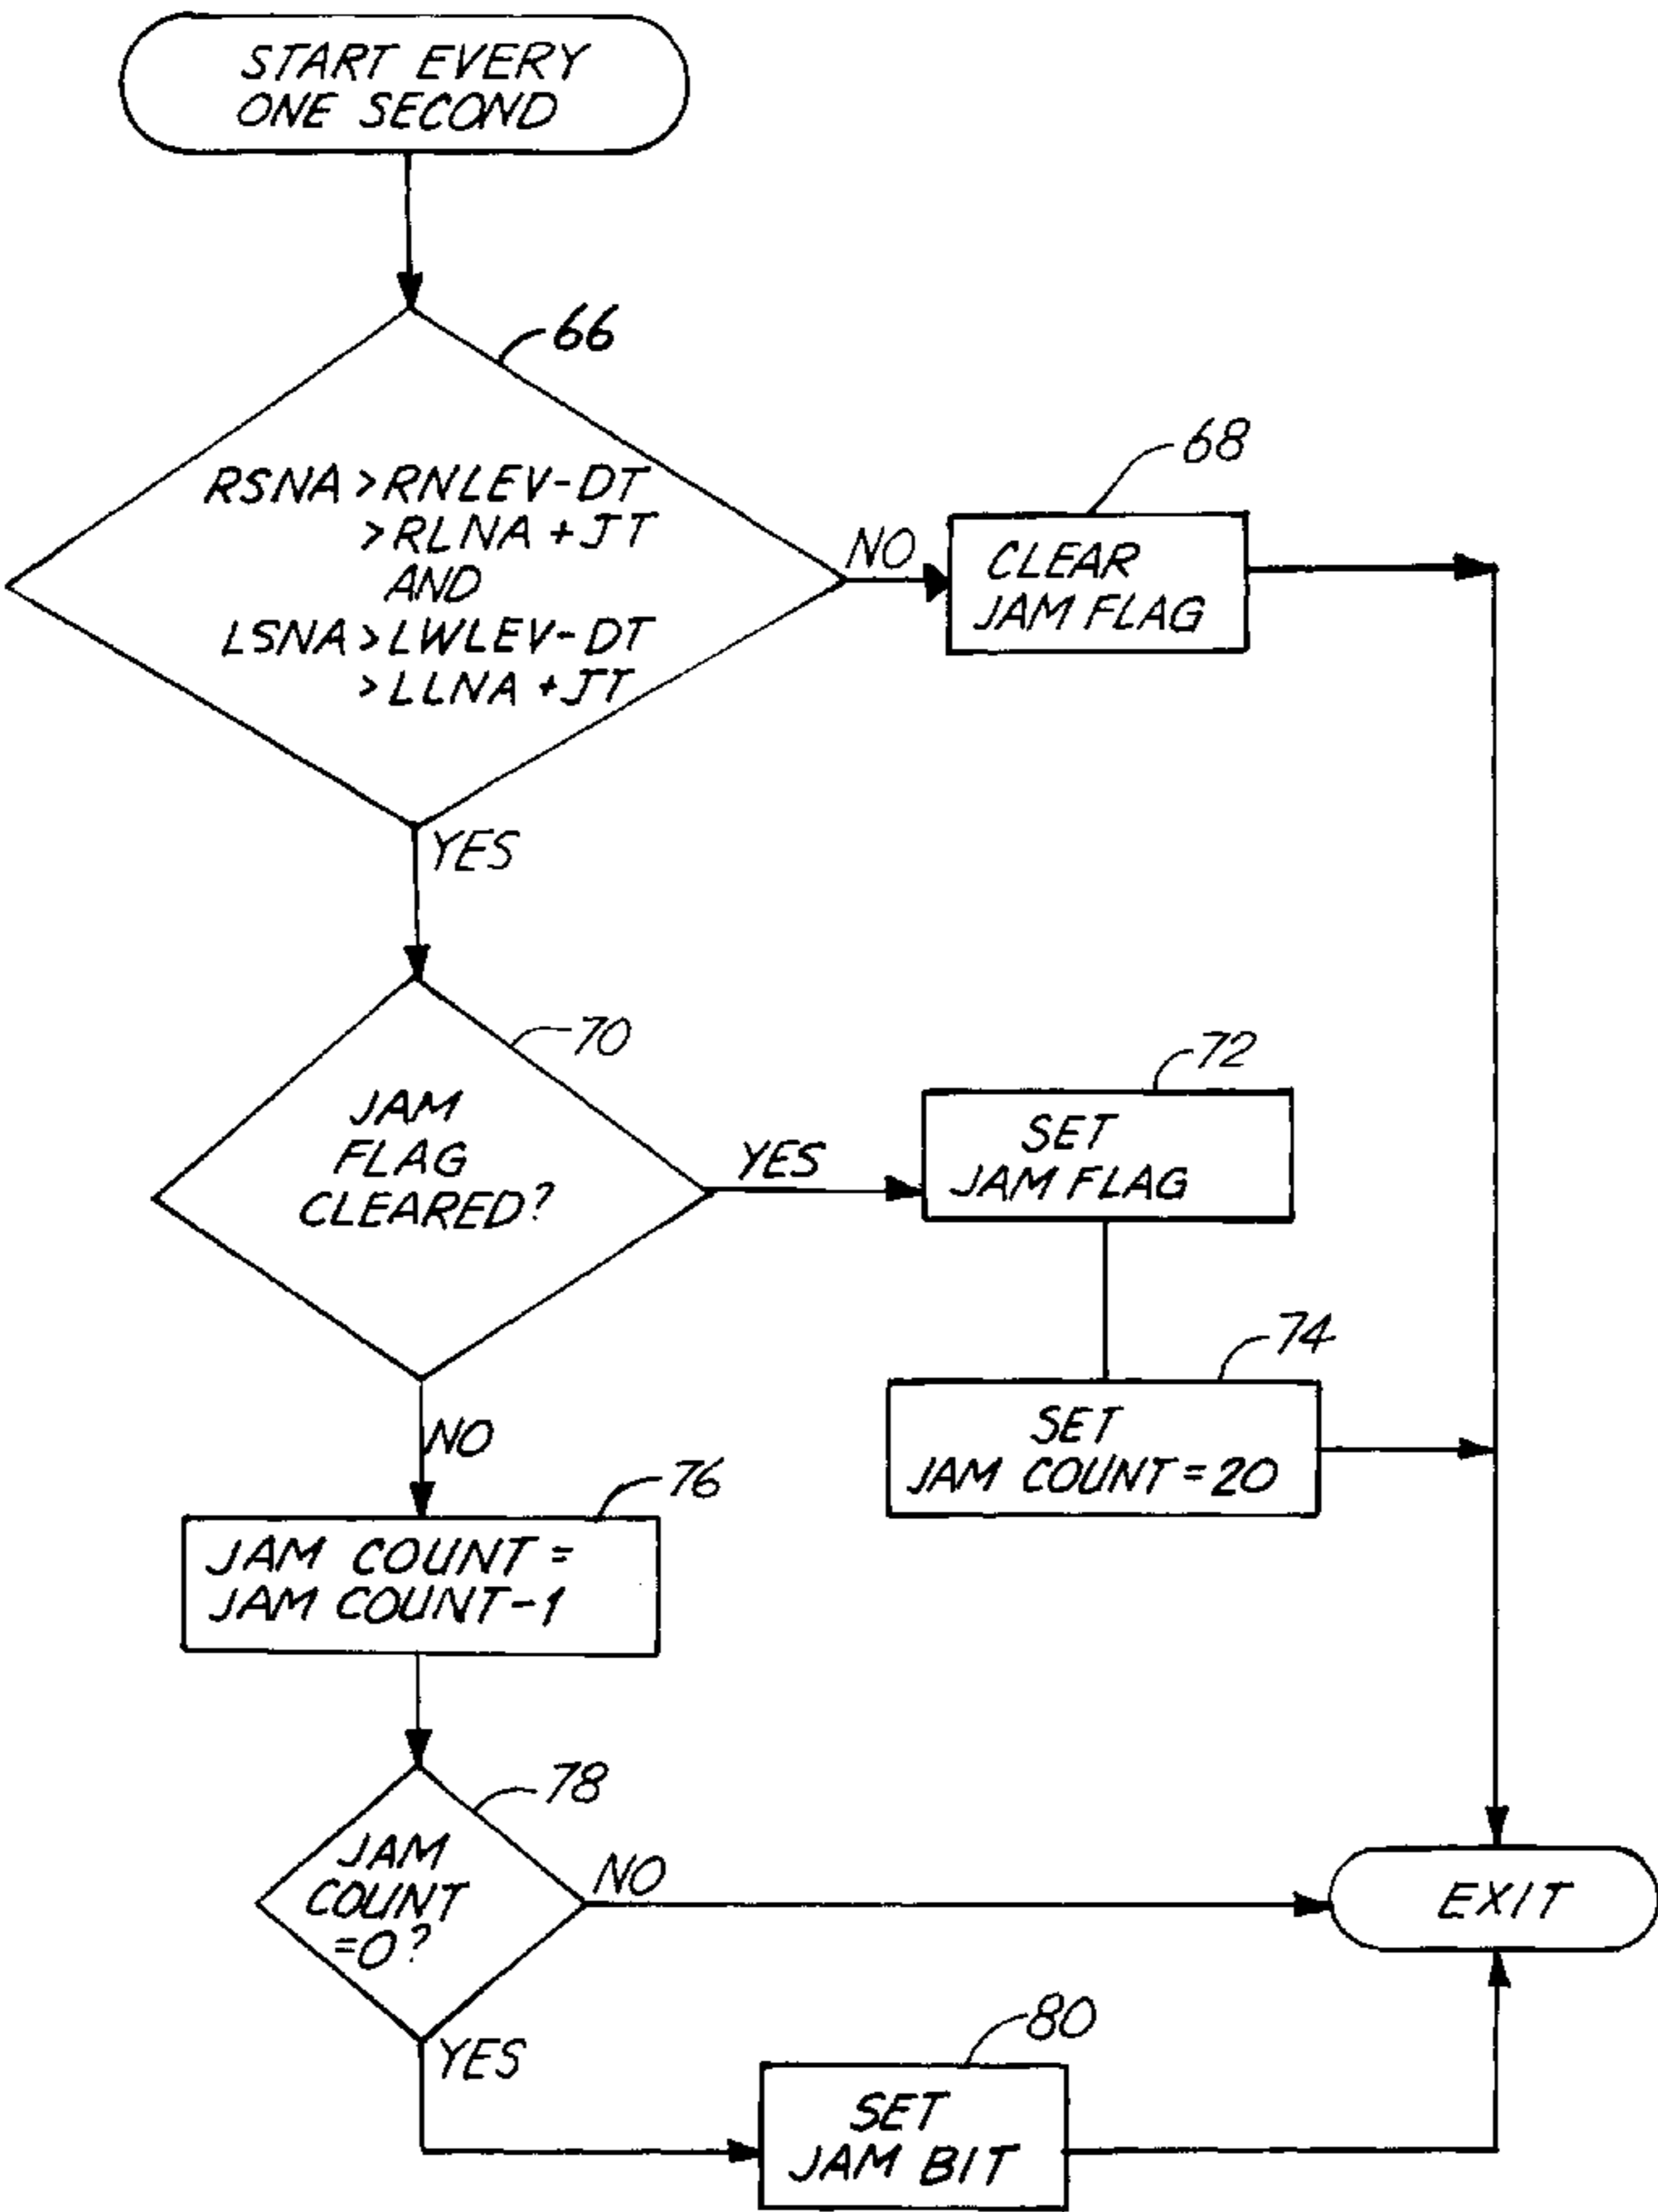 START EVERY
ONE SECOND
66
RSNA > RNLEV-DT
> RLNA + JT
AND
LSNA > LWLEV-DT
> LLNA + JT
NO
68
CLEAR
JAM FLAG
YES
70
JAM
FLAG
CLEARED?
YES
72
SET
JAM FLAG
74
SET
JAM COUNT = 20
NO
76
JAM COUNT =
JAM COUNT-1
78
JAM
COUNT
=0?
NO
EXIT
YES
80
SET
JAM BIT